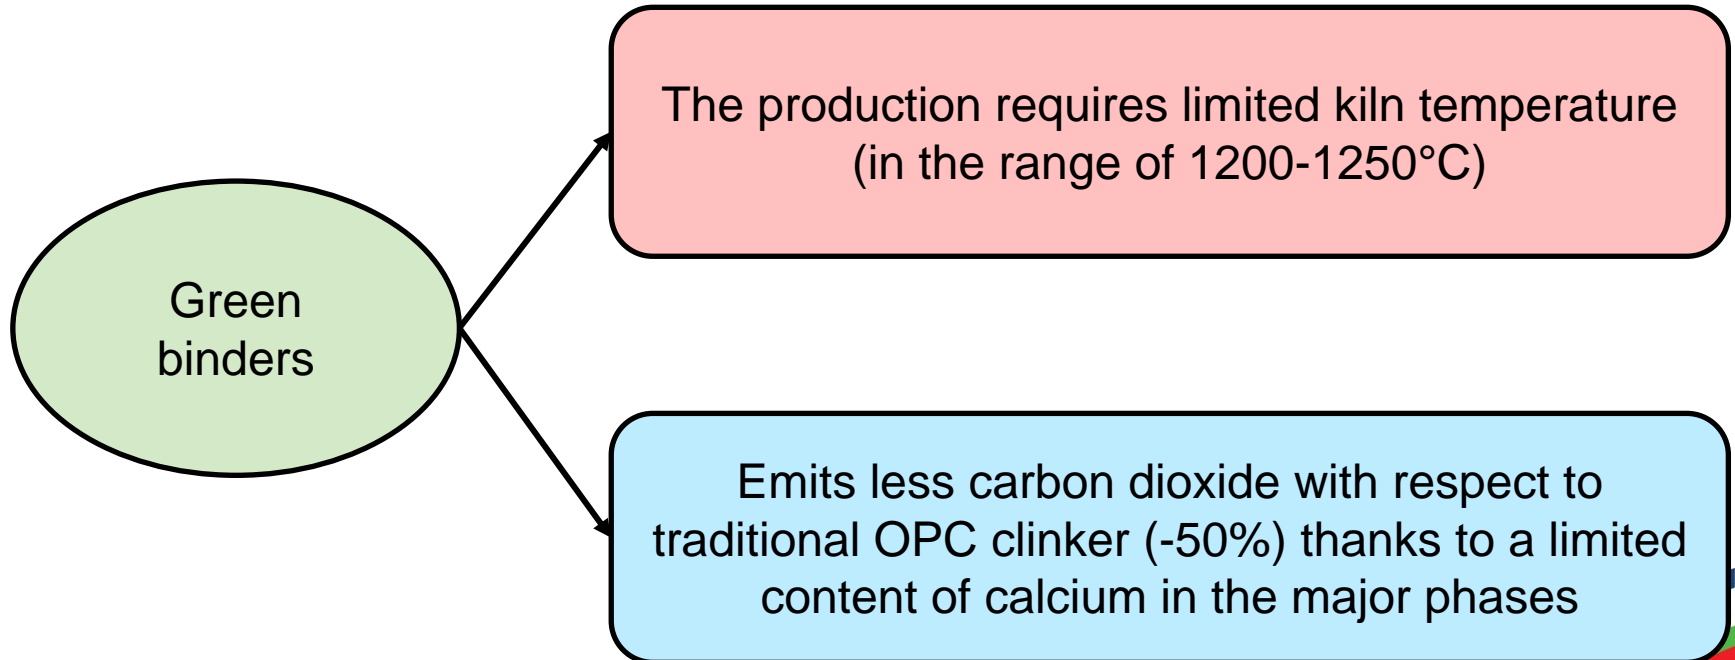 The production requires limited kiln temperature
(in the range of 1200-1250°C)
Green
binders
Emits less carbon dioxide with respect to
traditional OPC clinker (-50%) thanks to a limited
content of calcium in the major phases